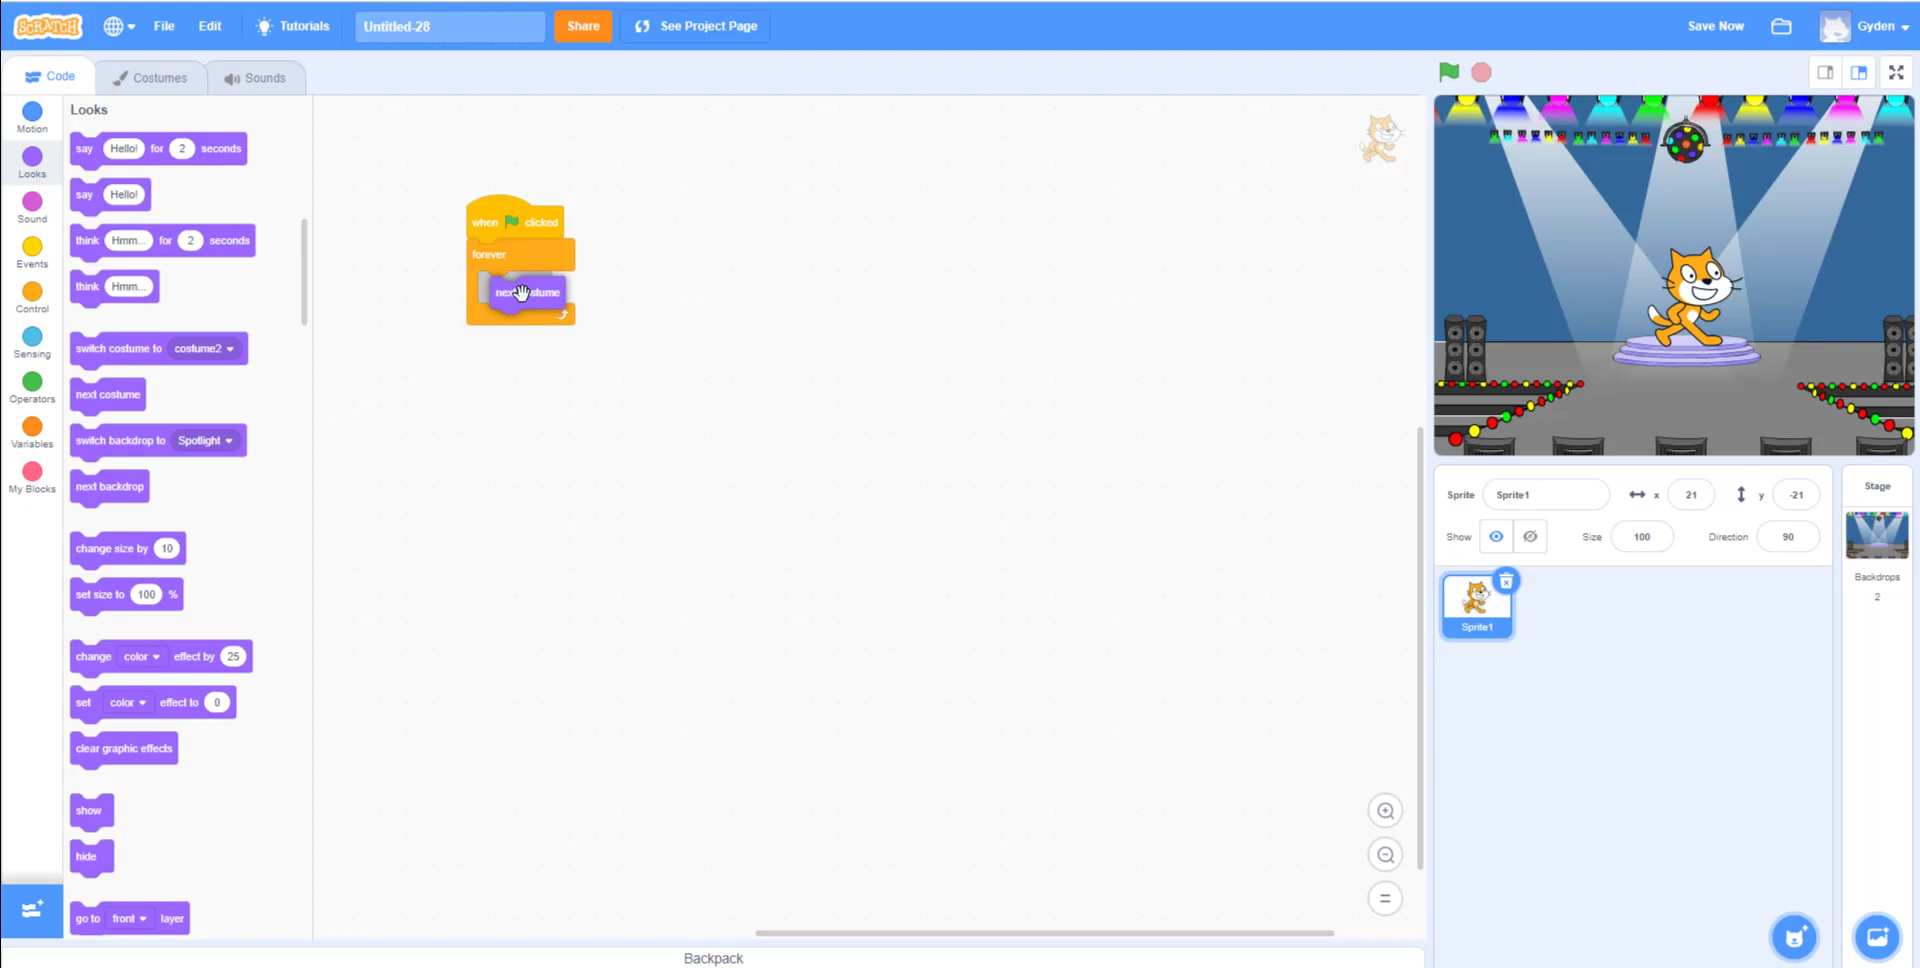 SCRATCH File Edit Tutorials Untitled-28 Share See Project Page Save Now Gyden
Code Costumes Sounds
Motion
Looks
Sound
Events
Control
Sensing
Operators
Variables
My Blocks
Looks
say Hello! for 2 seconds
say Hello!
think Hmm... for 2 seconds
think Hmm...
switch costume to costume2
next costume
switch backdrop to Spotlight
next backdrop
change size by 10
set size to 100 %
change color effect by 25
set color effect to 0
clear graphic effects
show
hide
go to front layer
when clicked
forever
Sprite Sprite1 x 21 y -21
Show Size 100 Direction 90
Sprite1
Stage
Backdrops
2
Backpack